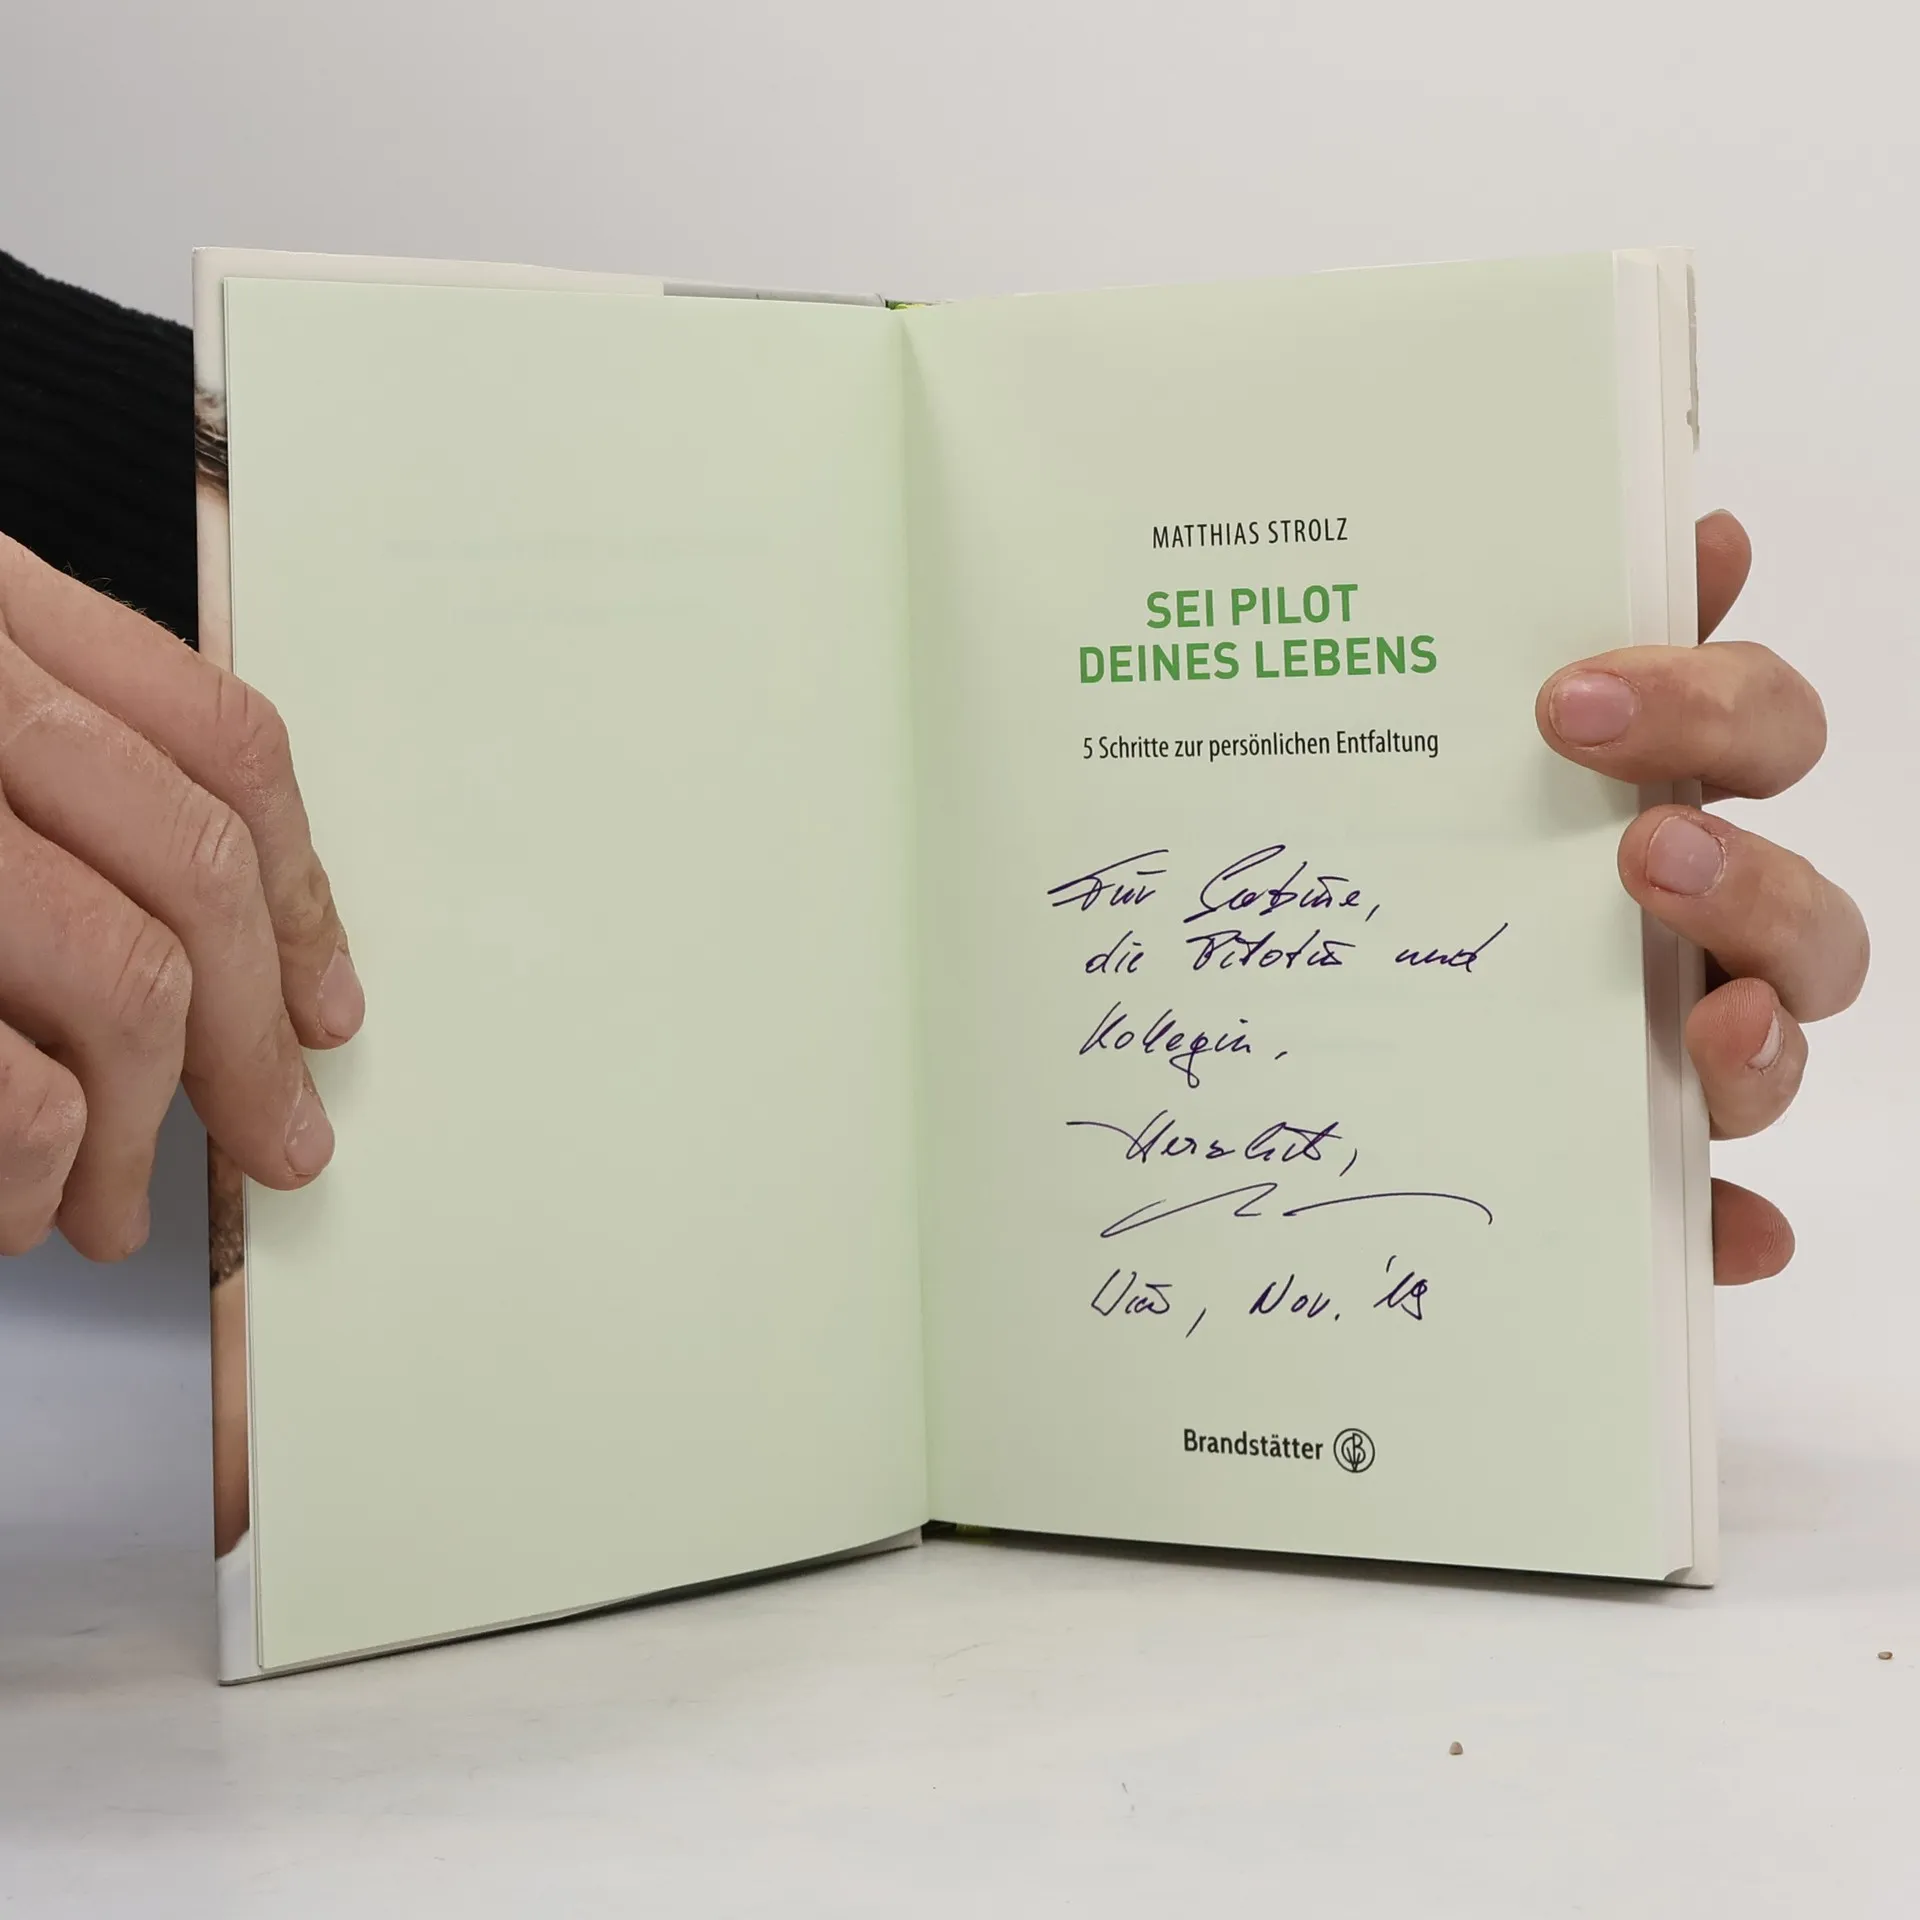 MATTHIAS STROLZ
SEI PILOT
DEINES LEBENS
5 Schritte zur persönlichen Entfaltung
Für Sabine,
die Pilotin und
Kollegin.
Herzlichst,
Wien, Nov. '19
Brandstätter